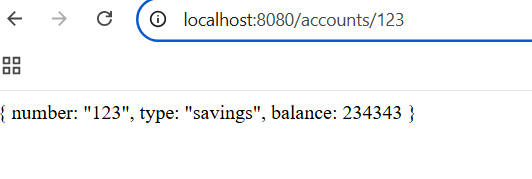 localhost:8080/accounts/123
{ number: "123", type: "savings", balance: 234343 }